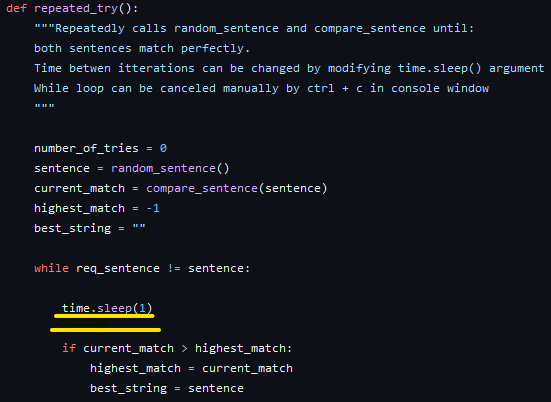 def repeated_try():
"""Repeatedly calls random_sentence and compare_sentence until:
both sentences match perfectly.
Time betwen itterations can be changed by modifying time.sleep() argument
While loop can be canceled manually by ctrl + c in console window
"""
number_of_tries = 0
sentence = random_sentence()
current_match = compare_sentence(sentence)
highest_match = -1
best_string = ""
while req_sentence != sentence:
time.sleep(1)
if current_match > highest_match:
highest_match = current_match
best_string = sentence